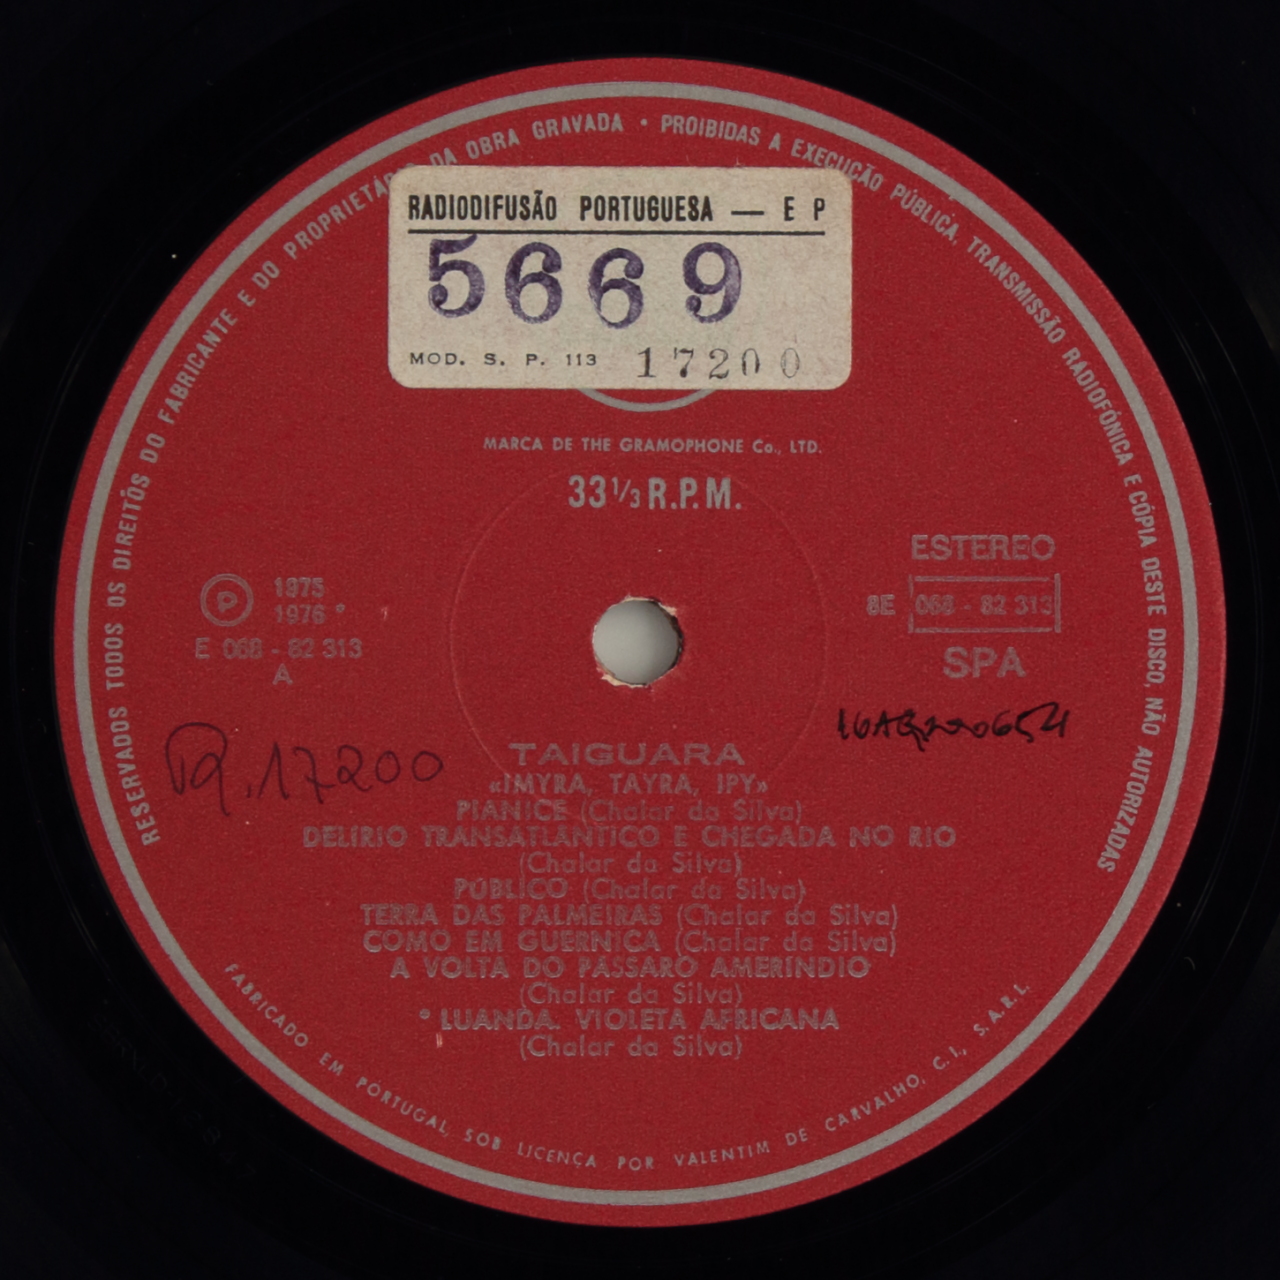 RESERVADOS TODOS OS DIREITOS DO FABRICANTE E DO PROPRIETÁR DA OBRA GRAVADA • PROIBIDAS A EXECUÇÃO PÚBLICA, TRANSMISSÃO RADIOFÓNICA E CÓPIA DESTE DISCO, NÃO AUTORIZADAS
RADIODIFUSÃO PORTUGUESA — E P
5669
MOD. S. P. 113 17200
MARCA DE THE GRAMOPHONE Co., LTD.
33 1/3 R.P.M.
ESTEREO
8E 068 - 82 313
SPA
Ⓟ 1975
1976 *
E 068 - 82 313
A
R. 17200
TAIGUARA
«IMYRA, TAYRA, IPY»
PIANICE (Chalar da Silva)
DELÍRIO TRANSATLÂNTICO E CHEGADA NO RIO
(Chalar da Silva)
PÚBLICO (Chalar da Silva)
TERRA DAS PALMEIRAS (Chalar da Silva)
COMO EM GUERNICA (Chalar da Silva)
A VOLTA DO PÁSSARO AMERÍNDIO
(Chalar da Silva)
* LUANDA, VIOLETA AFRICANA
(Chalar da Silva)
FABRICADO EM PORTUGAL, SOB LICENÇA POR VALENTIM DE CARVALHO, C. I., S. A. R. L.